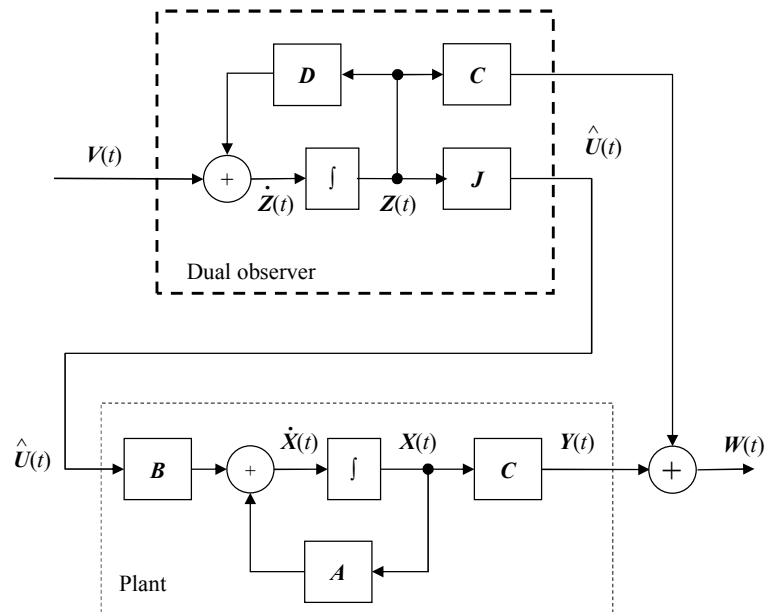 D
C
V(t)
Û(t)
+
∫
J
Ż(t)
Z(t)
Dual observer
Û(t)
B
+
Ẋ(t)
∫
X(t)
C
Y(t)
+
W(t)
A
Plant